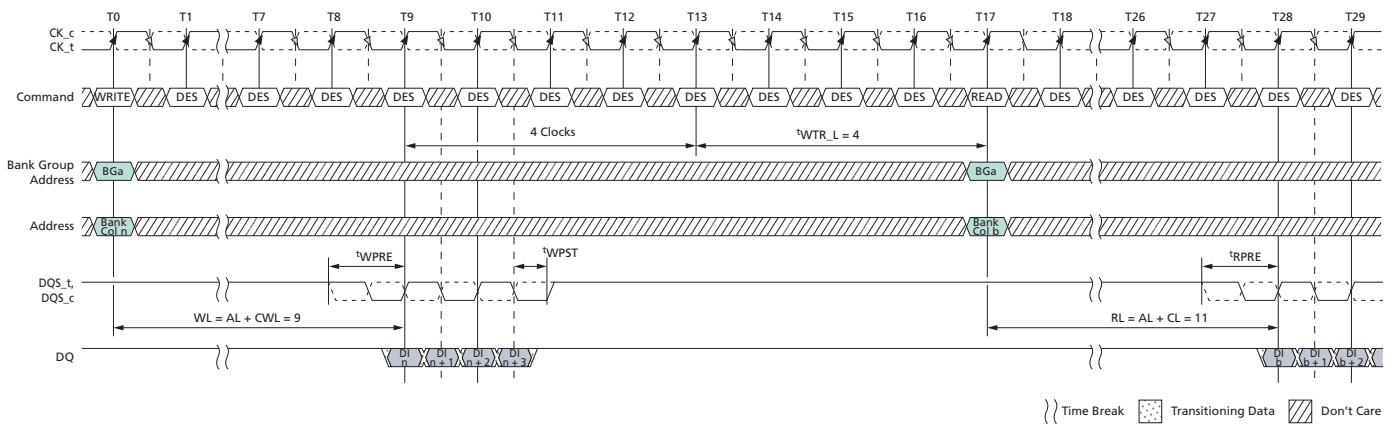 T0 T1 T7 T8 T9 T10 T11 T12 T13 T14 T15 T16 T17 T18 T26 T27 T28 T29
CK_c
CK_t
Command WRITE DES DES DES DES DES DES DES DES DES DES DES READ DES DES DES DES DES
4 Clocks tWTR_L = 4
Bank Group
Address BGa BGa
Address Bank
Col n Bank
Col b
tWPRE tWPST tRPRE
DQS_t,
DQS_c
WL = AL + CWL = 9 RL = AL + CL = 11
DQ DI
n DI
n + 1 DI
n + 2 DI
n + 3 DI
b DI
b + 1 DI
b + 2
Time Break Transitioning Data Don't Care